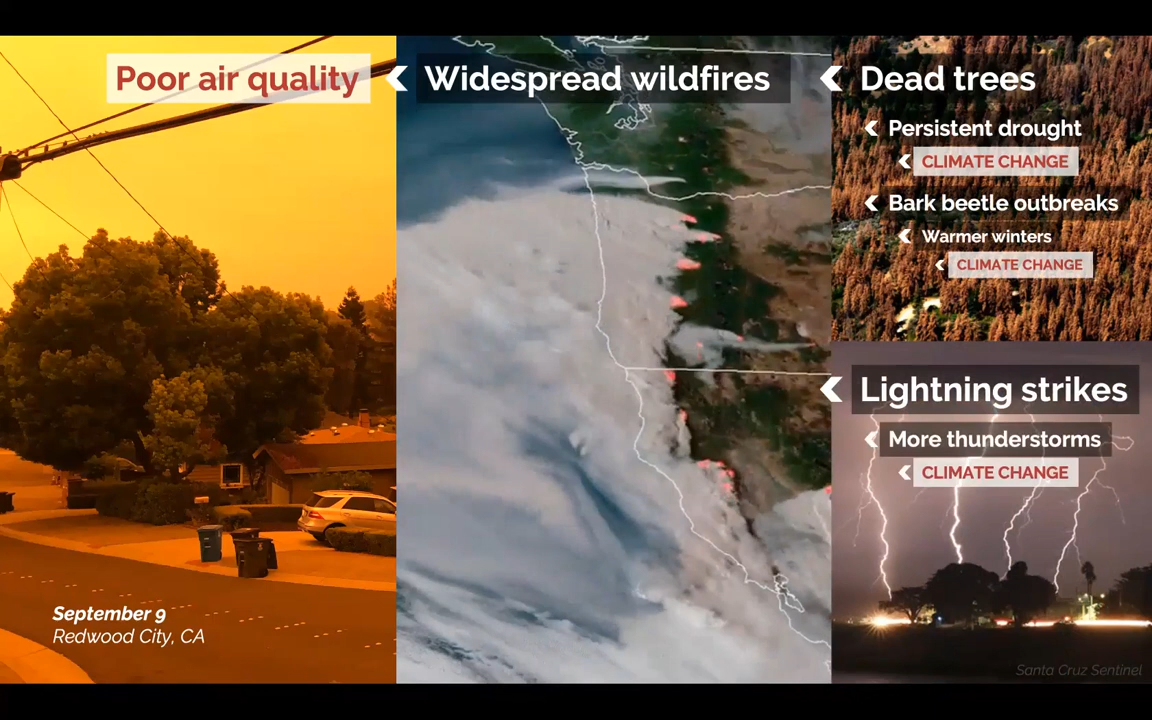 Poor air quality
Widespread wildfires
Dead trees
Persistent drought
CLIMATE CHANGE
Bark beetle outbreaks
Warmer winters
CLIMATE CHANGE
Lightning strikes
More thunderstorms
CLIMATE CHANGE
September 9
Redwood City, CA
Santa Cruz Sentinel